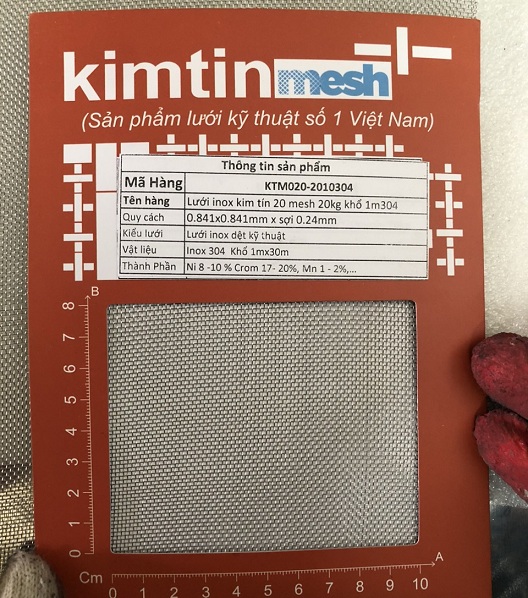 kimtin mesh
(Sản phẩm lưới kỹ thuật số 1 Việt Nam)
Thông tin sản phẩm
Mã Hàng KTM020-2010304
Tên hàng Lưới inox kim tín 20 mesh 20kg khổ 1m304
Quy cách 0.841x0.841mm x sợi 0.24mm
Kiểu lưới Lưới inox dệt kỹ thuật
Vật liệu Inox 304 Khổ 1mx30m
Thành Phần Ni 8 -10 % Crom 17- 20%, Mn 1 - 2%,...
B
8
7
6
5
4
3
2
1
0
Cm
0 1 2 3 4 5 6 7 8 9 10
A